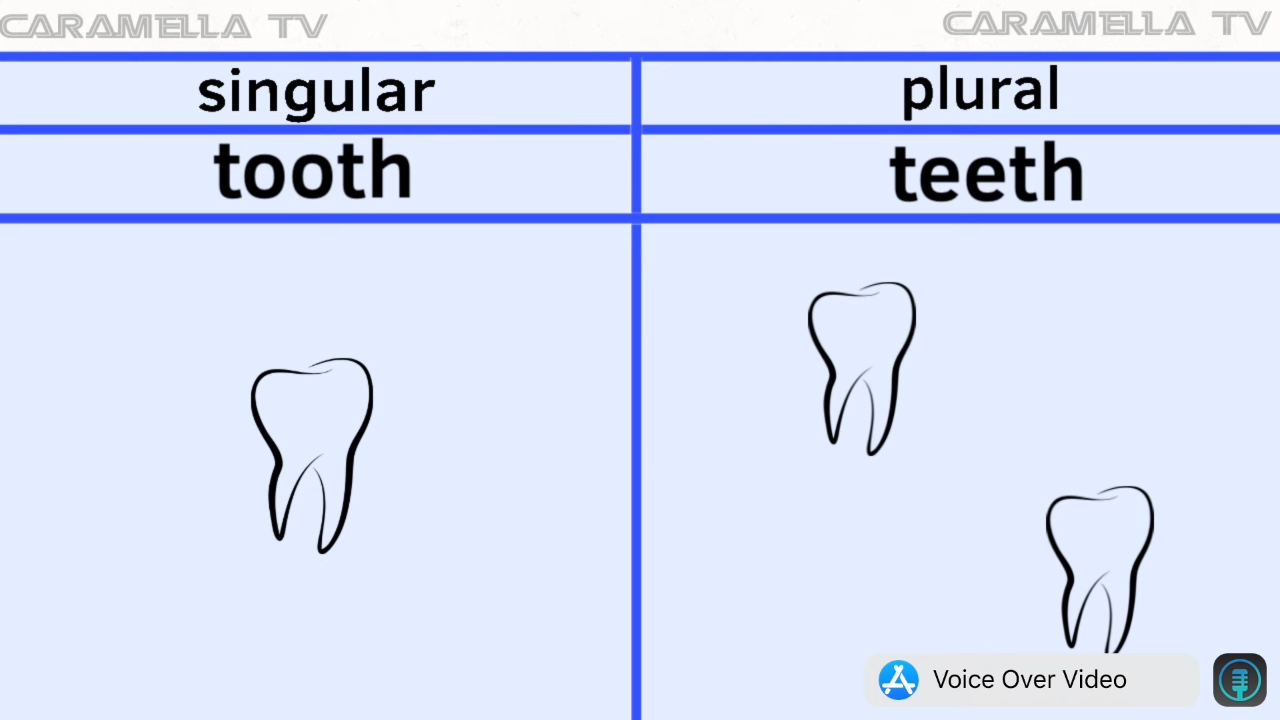 CARAMELLA TV CARAMELLA TV
singular plural
tooth teeth
Voice Over Video